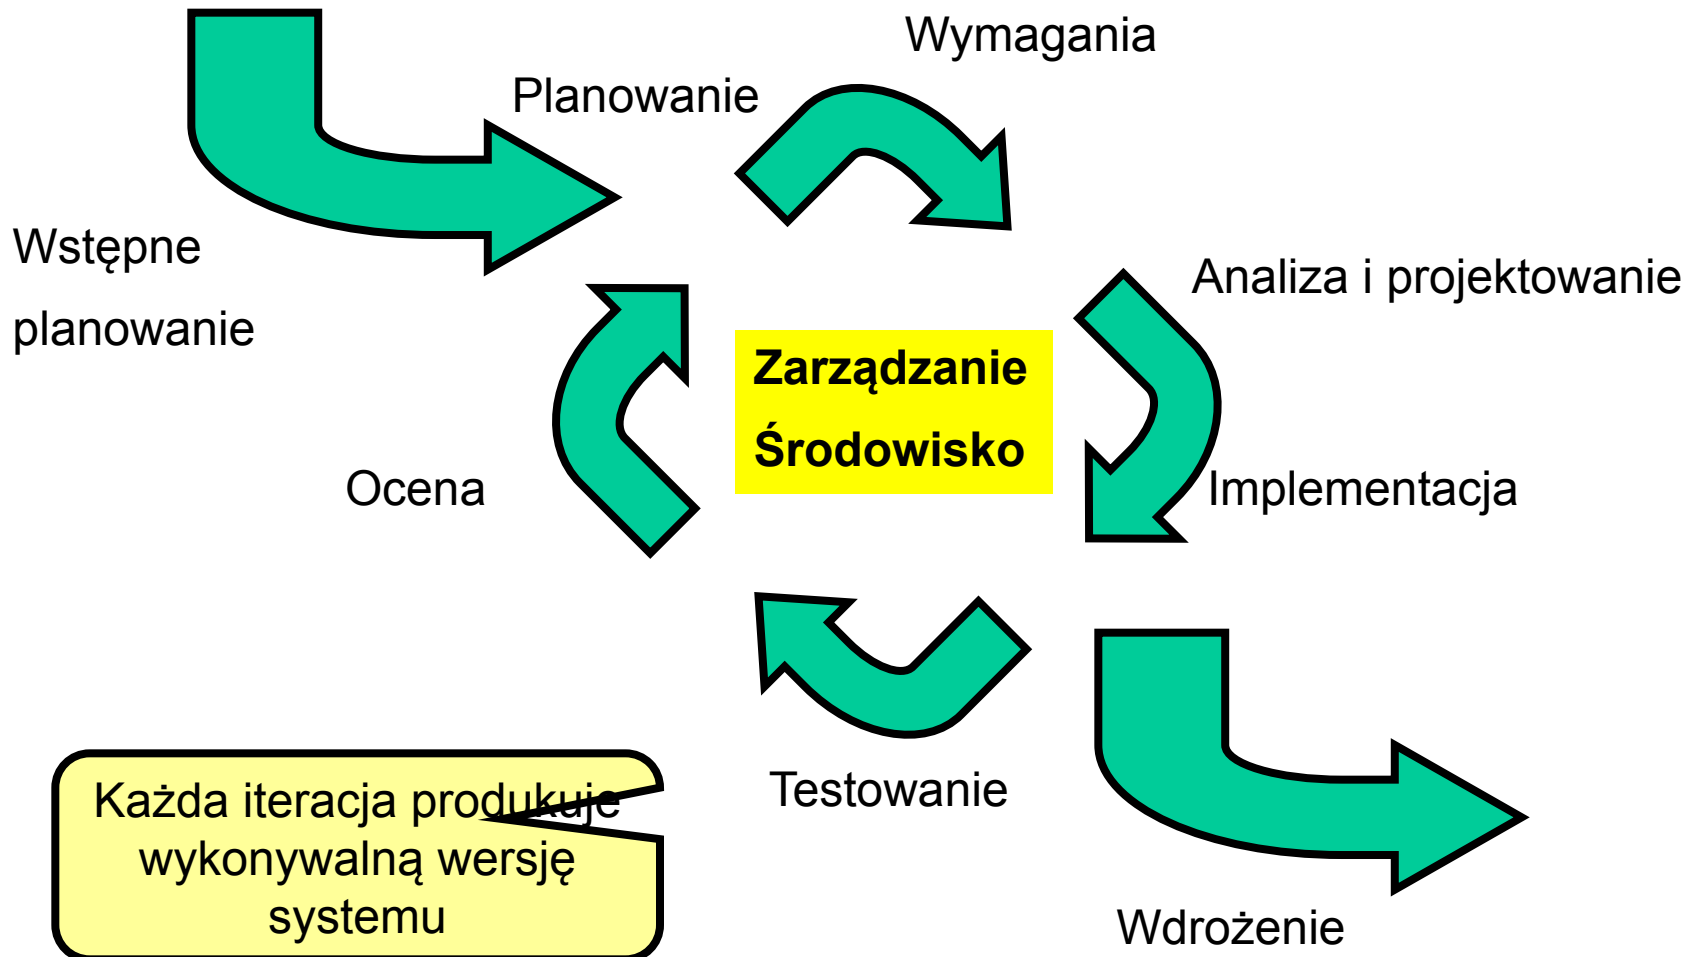 Wymagania
Planowanie
Wstępne
planowanie
Analiza i projektowanie
Zarządzanie
Środowisko
Ocena
Implementacja
Testowanie
Każda iteracja produkuje
wykonywalną wersję
systemu
Wdrożenie